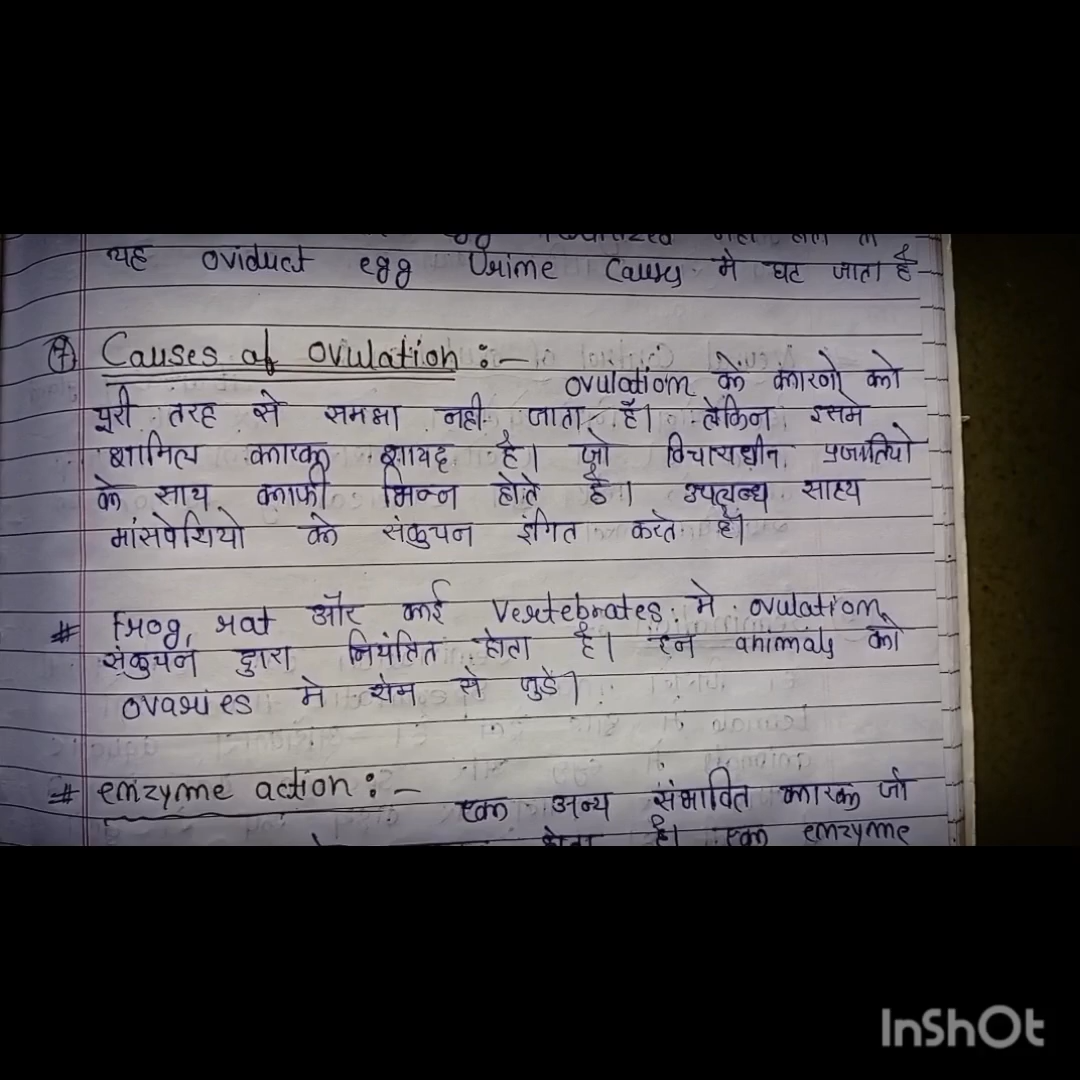 यह oviduct egg Urime Causy मे घट जाता है
(7) Causes of ovulation :-
ovulation के कारणो को
पूरी तरह से समझा नही जाता है। लेकिन इसमे
शामिल कारक शायद है। जो विचाराधीन प्रजातियो
के साथ काफी भिन्न होते है। उपलब्ध साक्ष्य
मांसपेशियो के संकुचन इंगित करते है।
# Frog, rat और कई Vertebrates मे ovulation
संकुचन द्वारा नियंत्रित होता है। इन animals को
ovaries मे सेम से जुडे।
# enzyme action :-
एक अन्य संभावित कारक जो
होता है। एक enzyme
InShOt